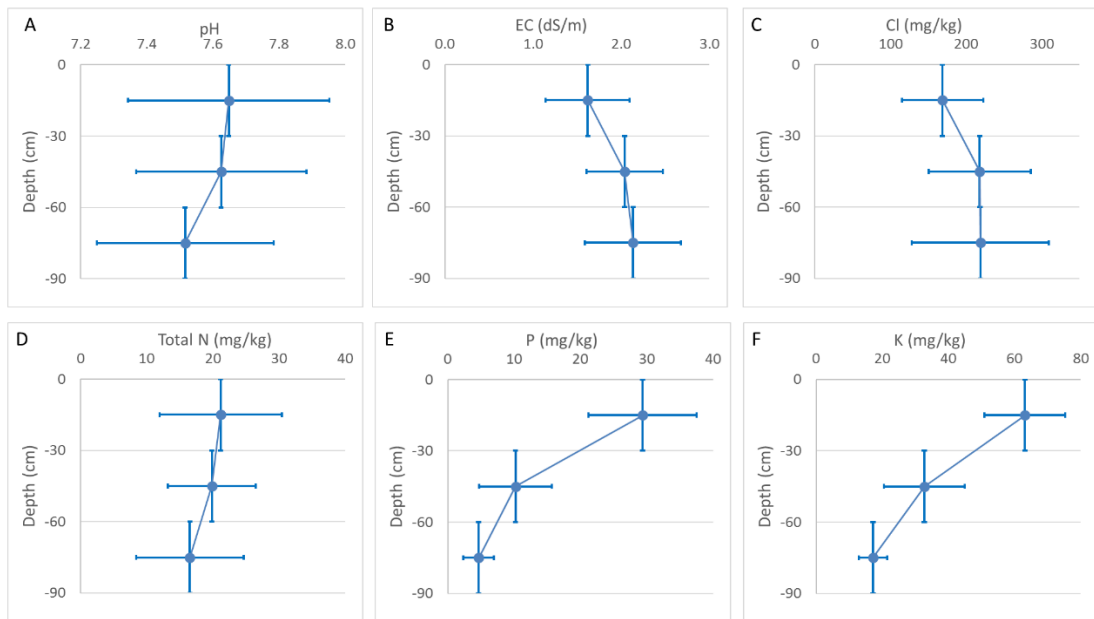 A
pH
7.2 7.4 7.6 7.8 8.0
0
-30
-60
-90
Depth (cm)
B
EC (dS/m)
0.0 1.0 2.0 3.0
0
-30
-60
-90
Depth (cm)
C
Cl (mg/kg)
0 100 200 300
0
-30
-60
-90
Depth (cm)
D
Total N (mg/kg)
0 10 20 30 40
0
-30
-60
-90
Depth (cm)
E
P (mg/kg)
0 10 20 30 40
0
-30
-60
-90
Depth (cm)
F
K (mg/kg)
0 20 40 60 80
0
-30
-60
-90
Depth (cm)